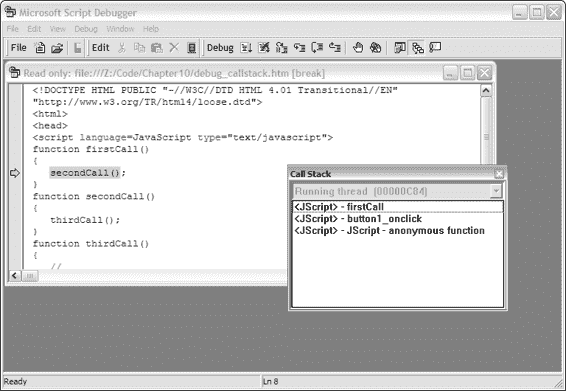 Microsoft Script Debugger
File Edit View Debug Window Help
File Edit Debug
Read only: file:///Z:/Code/Chapter10/debug_callstack.htm [break]
<!DOCTYPE HTML PUBLIC "-//W3C//DTD HTML 4.01 Transitional//EN"
"http://www.w3.org/TR/html4/loose.dtd">
<html>
<head>
<script language=JavaScript type="text/javascript">
function firstCall()
{
secondCall();
}
function secondCall()
{
thirdCall();
}
function thirdCall()
{
//
Call Stack
Running thread [00000C84]
<JScript> - firstCall
<JScript> - button1_onclick
<JScript> - JScript - anonymous function
Ready Ln 8